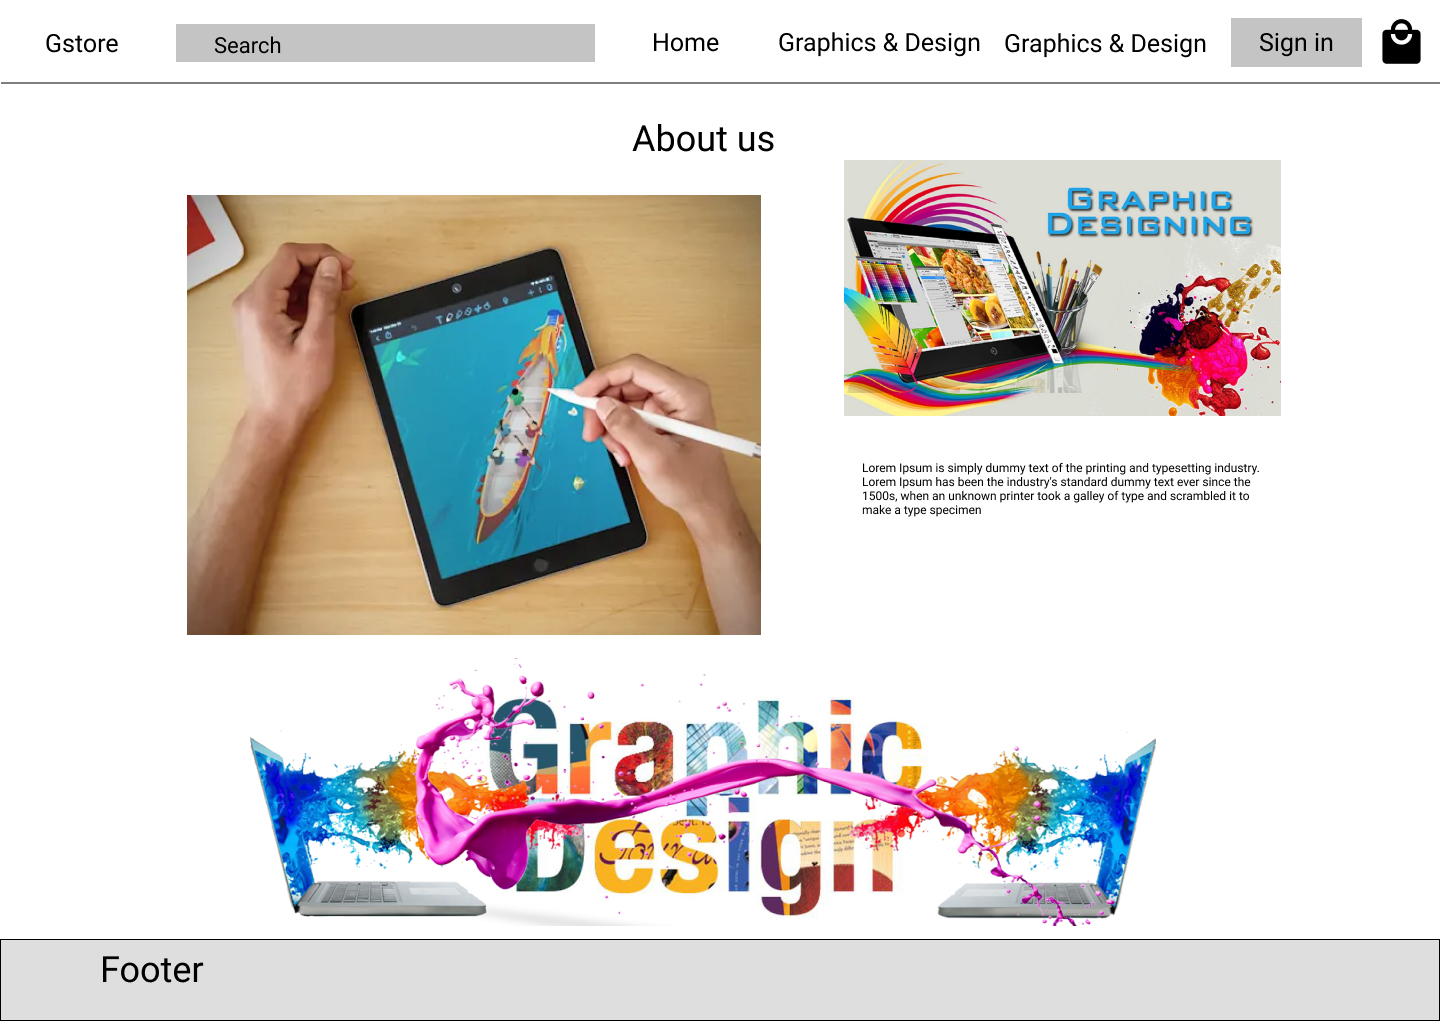 Gstore
Search
Home
Graphics & Design
Graphics & Design
Sign in
About us
GRAPHIC
DESIGNING
Lorem Ipsum is simply dummy text of the printing and typesetting industry.
Lorem Ipsum has been the industry's standard dummy text ever since the
1500s, when an unknown printer took a galley of type and scrambled it to
make a type specimen
Graphic
Design
Footer